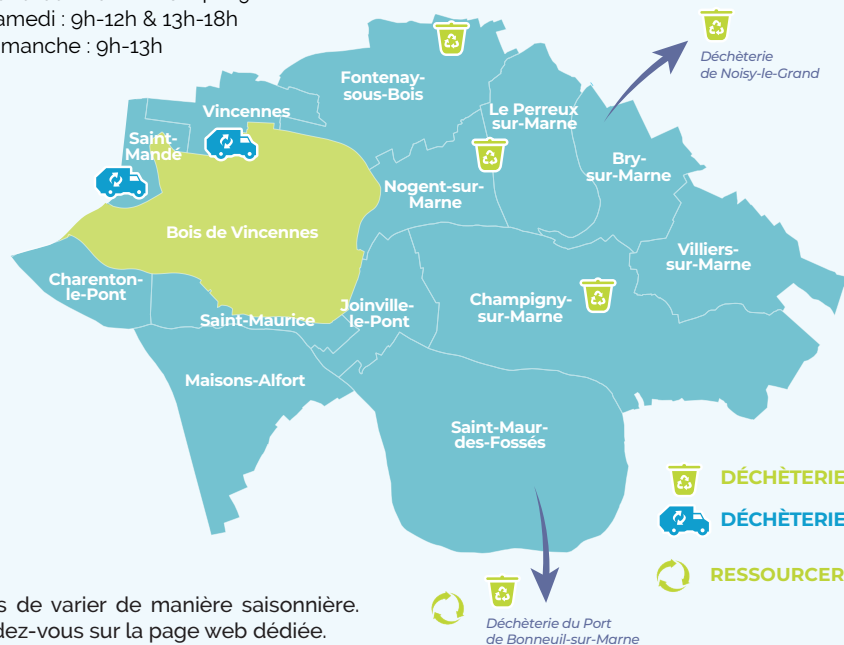 amedi : 9h-12h & 13h-18h
manche : 9h-13h
Déchèterie
de Noisy-le-Grand
Fontenay-
sous-Bois
Vincennes
Le Perreux
sur-Marne
Saint-
Mandé
Bry-
sur-Marne
Nogent-sur-
Marne
Bois de Vincennes
Villiers-
sur-Marne
Charenton-
le-Pont
Joinville-
le-Pont
Champigny-
sur-Marne
Saint-Maurice
Maisons-Alfort
Saint-Maur-
des-Fossés
DÉCHÈTERIE
DÉCHÈTERIE
RESSOURCER
s de varier de manière saisonnière.
dez-vous sur la page web dédiée.
Déchèterie du Port
de Bonneuil-sur-Marne